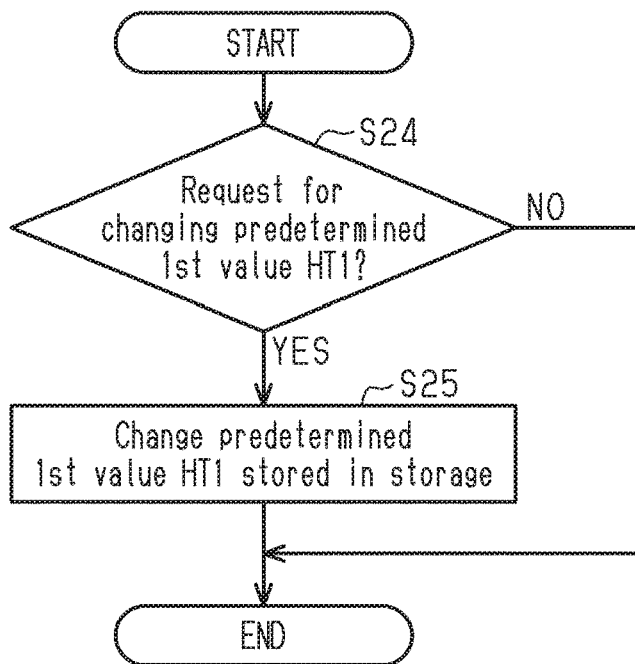 START
S24
Request for
changing predetermined
1st value HT1?
NO
YES
S25
Change predetermined
1st value HT1 stored in storage
END